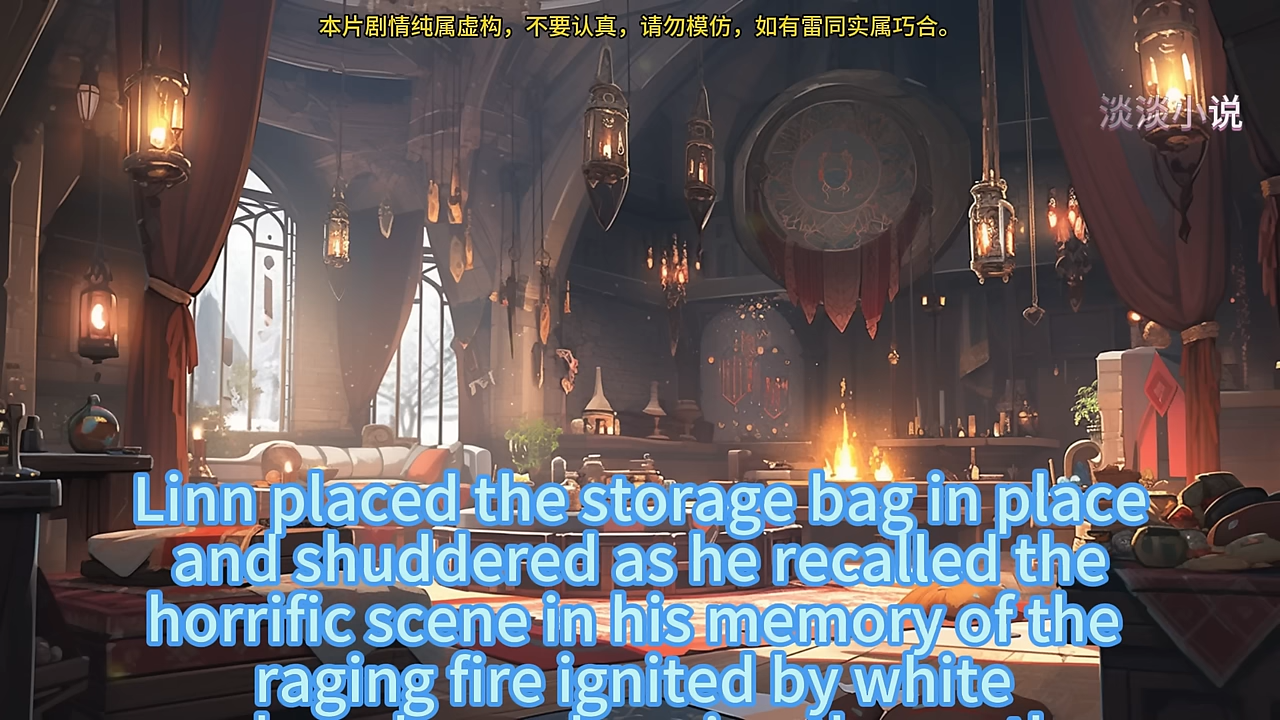 本片剧情纯属虚构，不要认真，请勿模仿，如有雷同实属巧合。
淡淡小说
Linn placed the storage bag in place
and shuddered as he recalled the
horrific scene in his memory of the
raging fire ignited by white